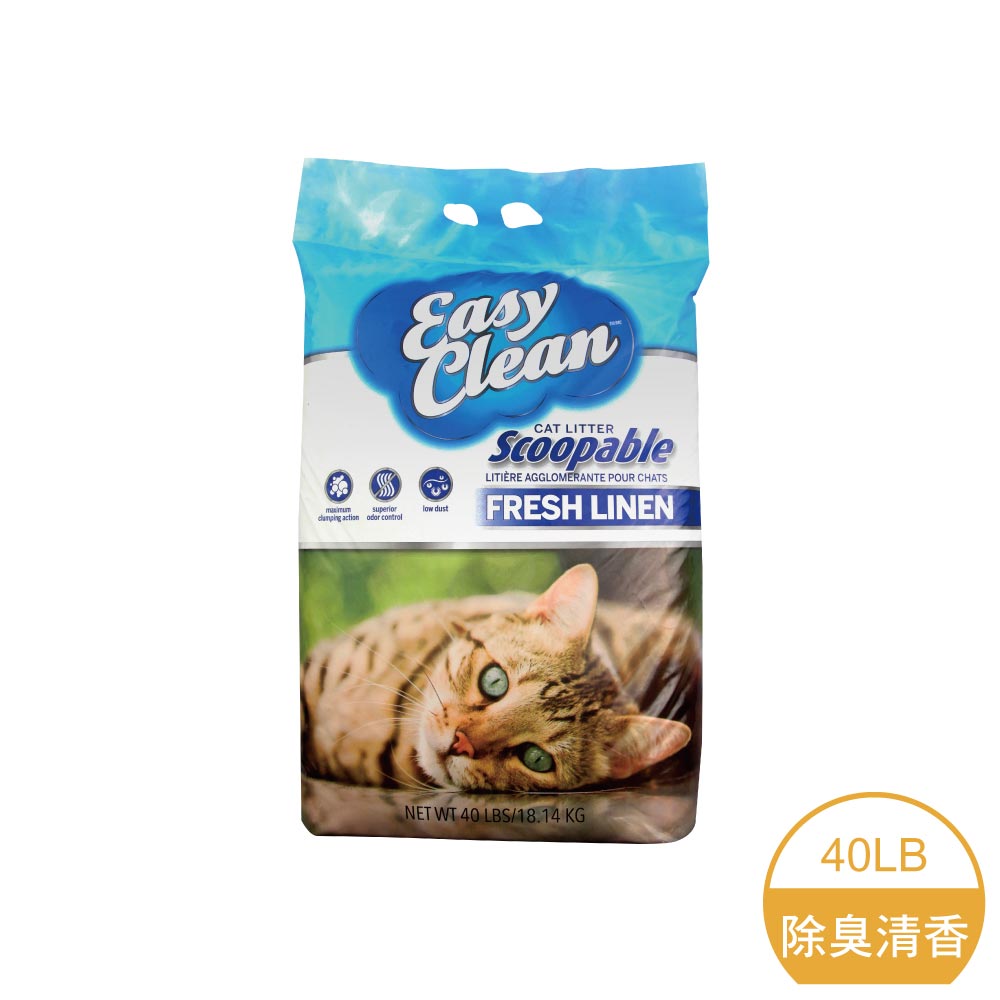 Easy
Clean
CAT LITTER
Scoopable
LITIÈRE AGGLOMERANTE POUR CHATS
FRESH LINEN
maximum
clumping action
superior
odor control
low dust
NET WT 40 LBS/18.14 KG
40LB
除臭清香